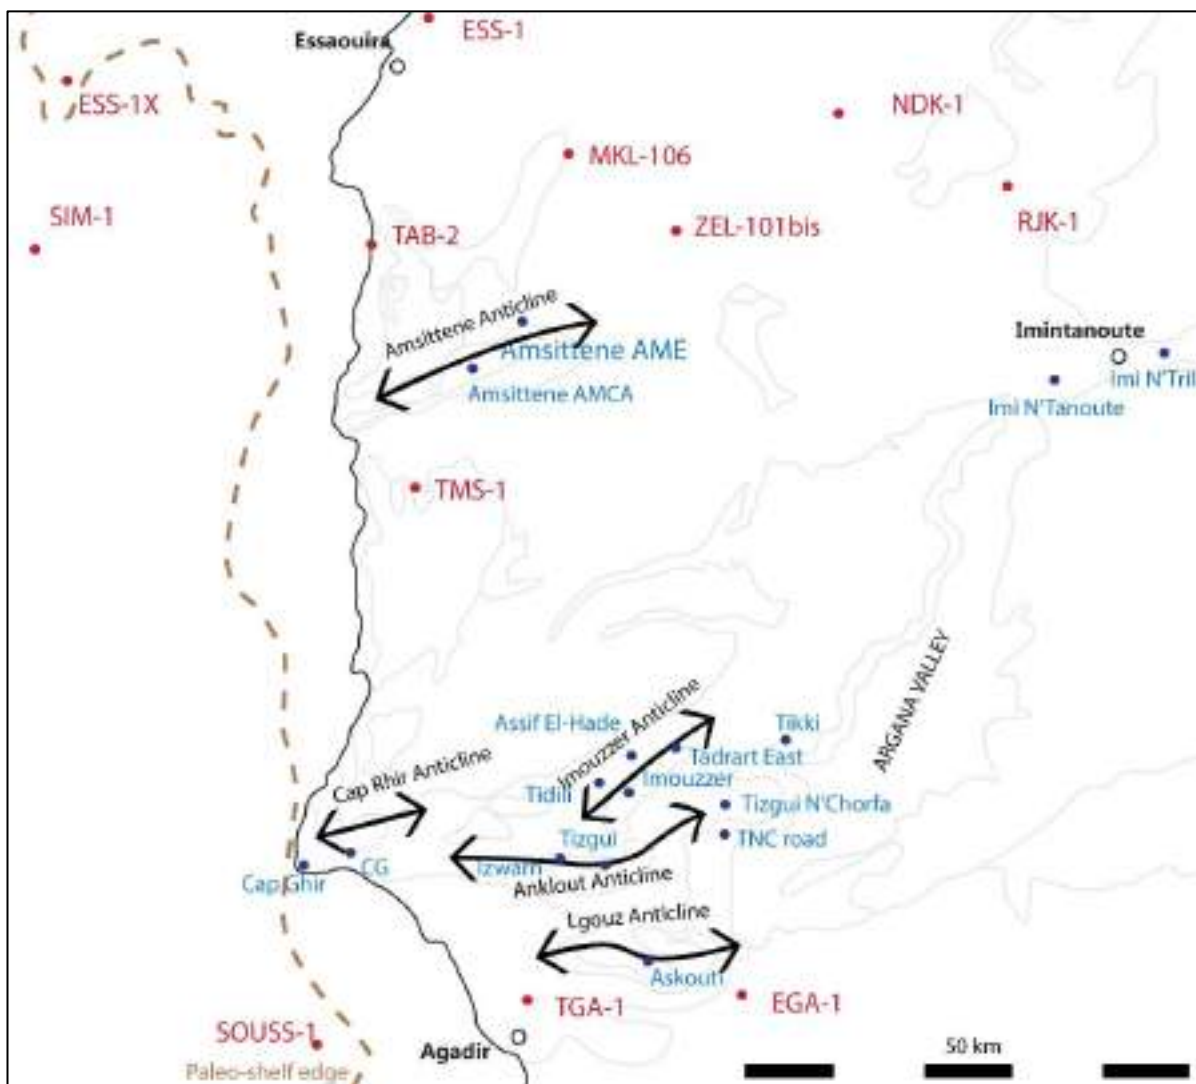 ESS-1
Essaouira
ESS-1X
NDK-1
MKL-106
SIM-1
TAB-2
ZEL-101bis
RJK-1
Amsittene Anticline
Amsittene AME
Imintanoute
Imi N'Tril
Amsittene AMCA
Imi N'Tanoute
TMS-1
ARGANA VALLEY
Assif El-Hade
Imouzzer Anticline
Tikki
Tadrart East
Cap Rhir Anticline
Imouzzer
Tidili
Tizgui N'Chorfa
Tizgui
TNC road
Izwarn
Cap Ghir
CG
Anklout Anticline
Lgouz Anticline
Askouti
TGA-1
EGA-1
SOUSS-1
Agadir
50 km
Paleo-shelf edge